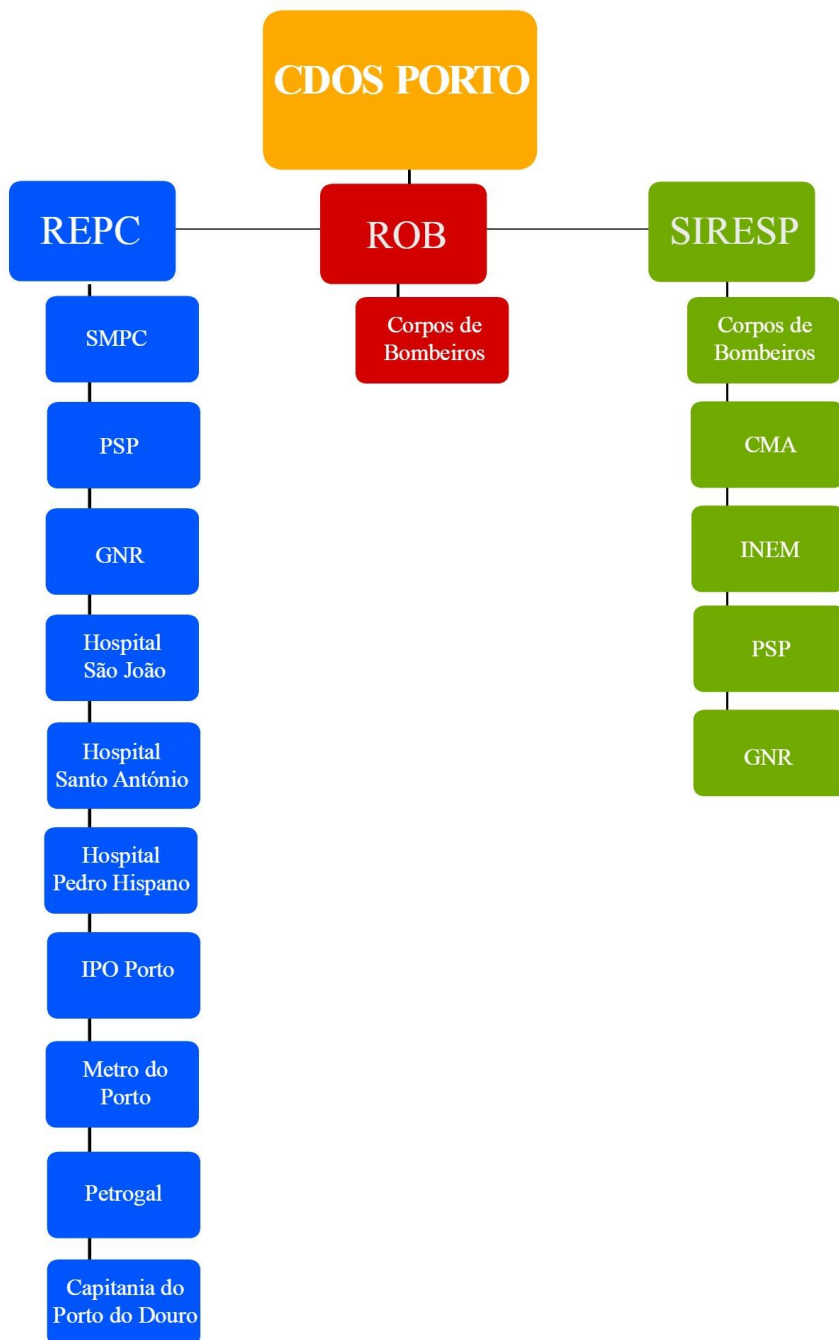 CDOS PORTO
REPC
ROB
SIRESP
SMPC
PSP
GNR
Hospital
São João
Hospital
Santo António
Hospital
Pedro Hispano
IPO Porto
Metro do
Porto
Petrogal
Capitania do
Porto do Douro
Corpos de
Bombeiros
Corpos de
Bombeiros
CMA
INEM
PSP
GNR